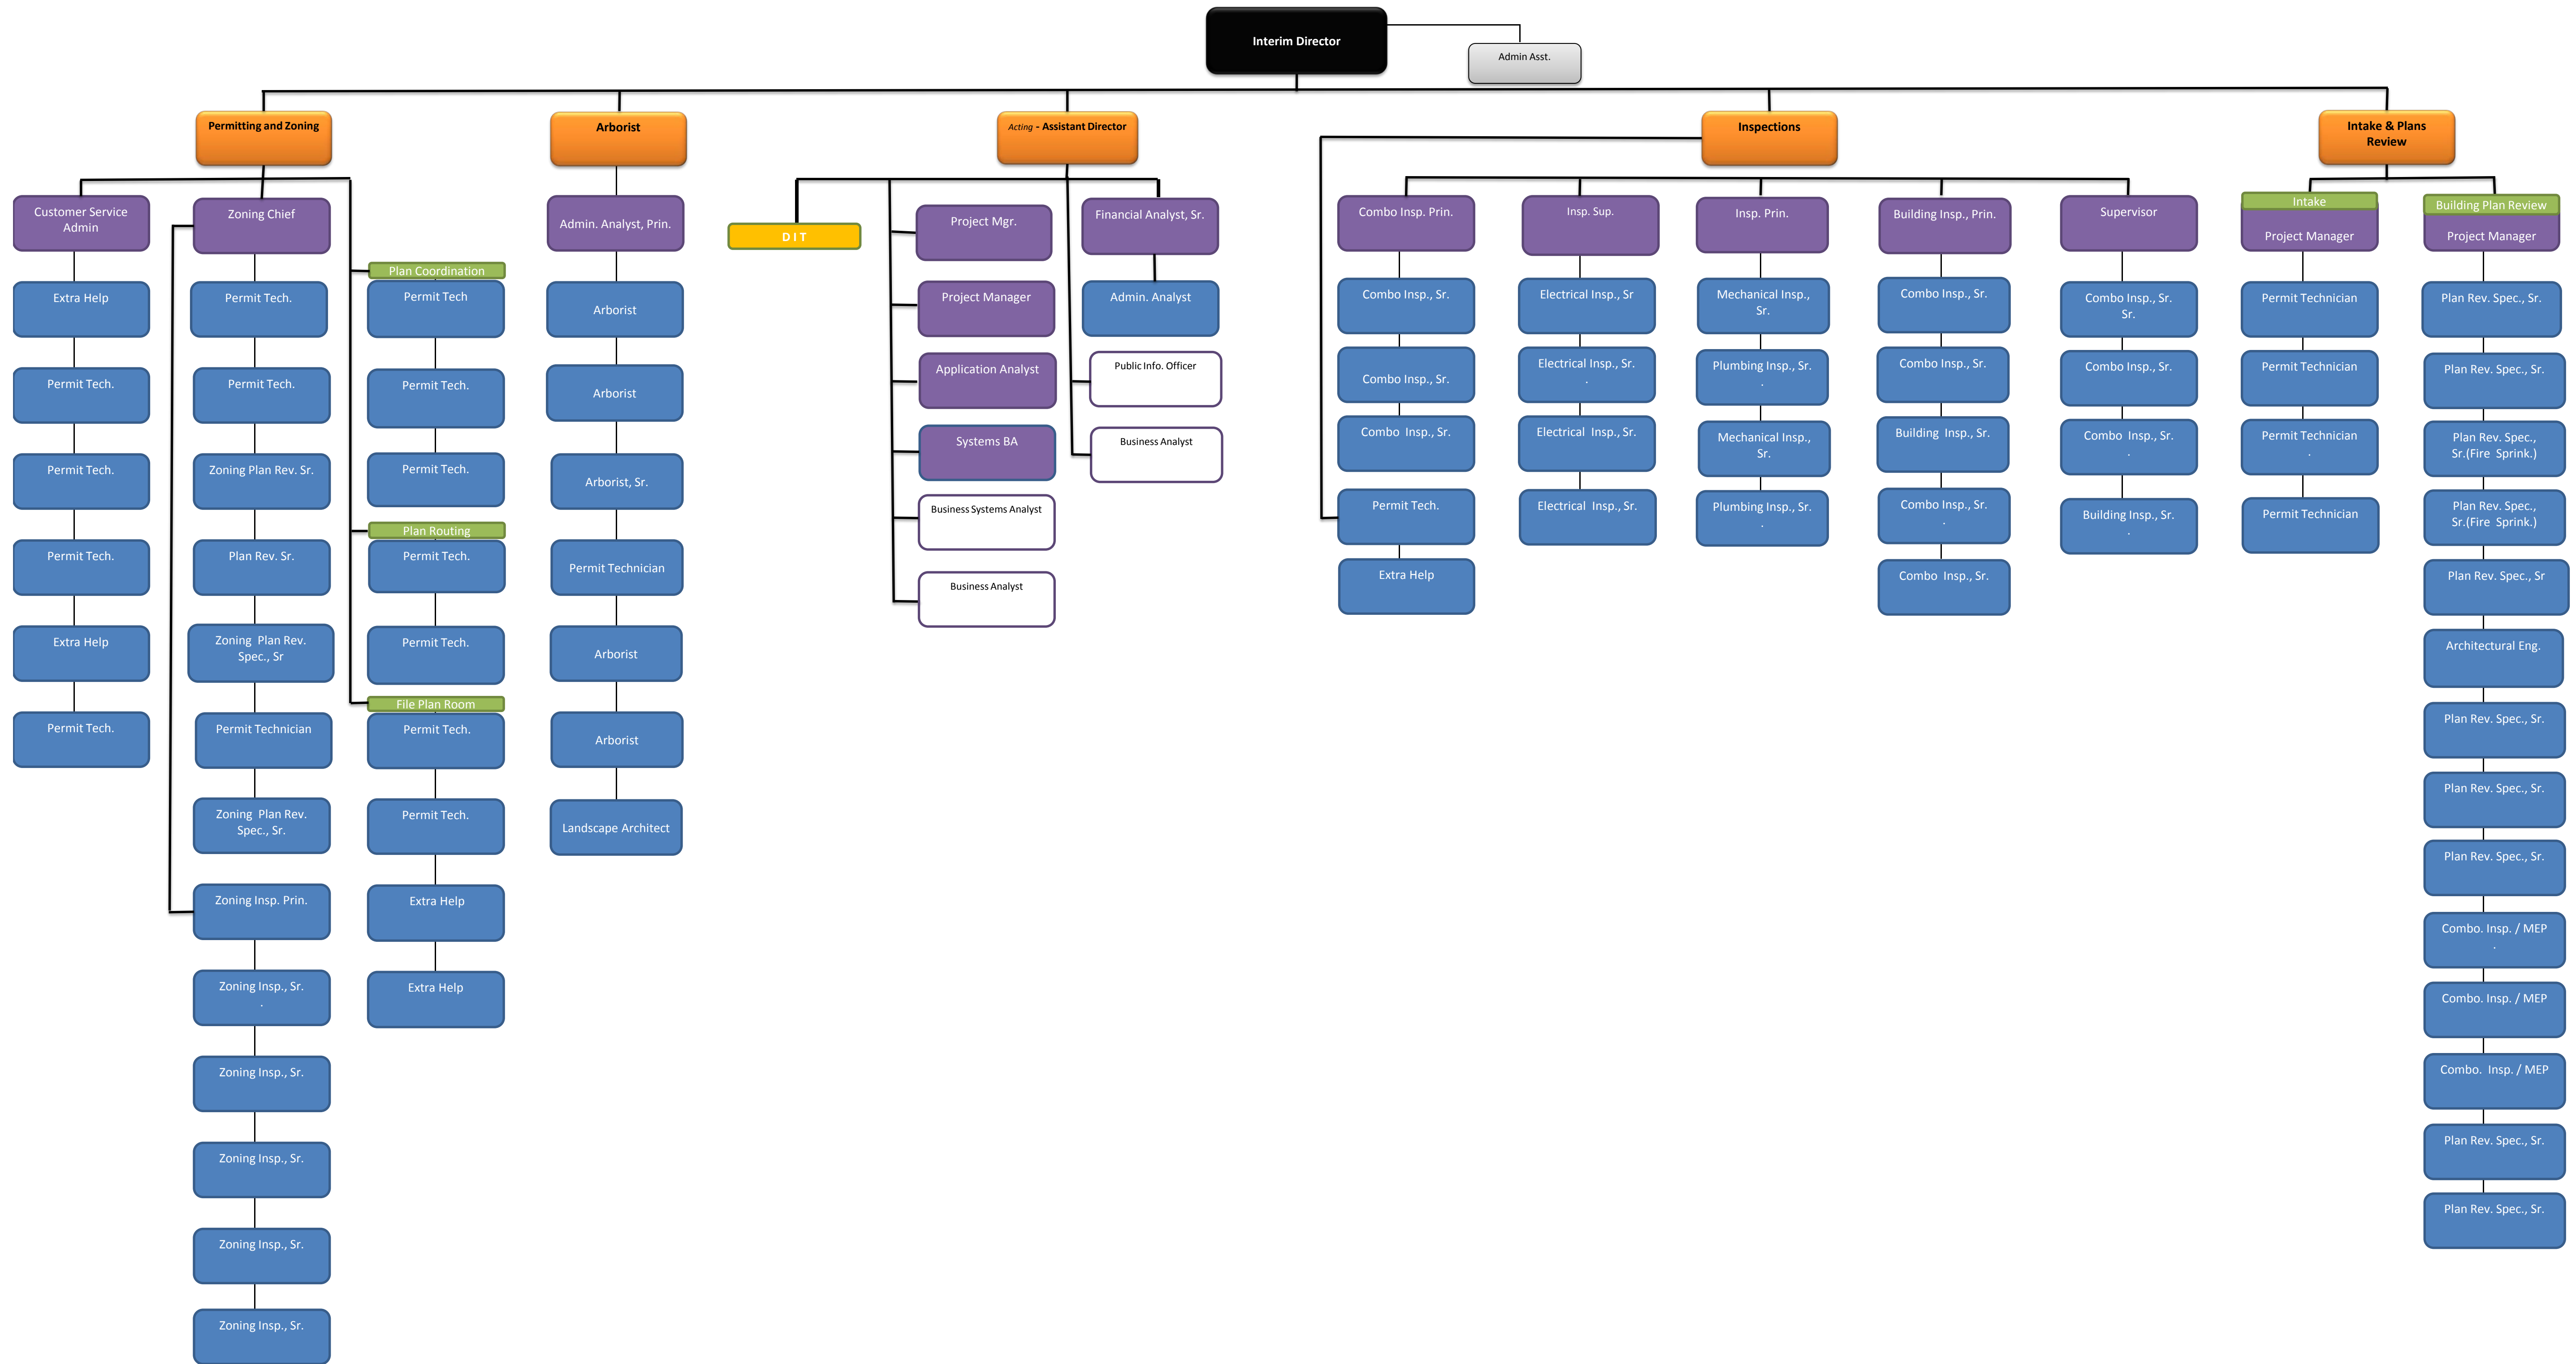 Interim Director
Admin Asst.
Permitting and Zoning
Arborist
Acting - Assistant Director
Inspections
Intake & Plans
Review
Customer Service
Admin
Extra Help
Permit Tech.
Permit Tech.
Permit Tech.
Extra Help
Permit Tech.
Zoning Chief
Permit Tech.
Permit Tech.
Zoning Plan Rev. Sr.
Plan Rev. Sr.
Zoning Plan Rev.
Spec., Sr
Permit Technician
Zoning Plan Rev.
Spec., Sr.
Zoning Insp. Prin.
Zoning Insp., Sr.
.
Zoning Insp., Sr.
Zoning Insp., Sr.
Zoning Insp., Sr.
Zoning Insp., Sr.
Plan Coordination
Permit Tech
Permit Tech.
Permit Tech.
Plan Routing
Permit Tech.
Permit Tech.
File Plan Room
Permit Tech.
Permit Tech.
Extra Help
Extra Help
Admin. Analyst, Prin.
Arborist
Arborist
Arborist, Sr.
Permit Technician
Arborist
Arborist
Landscape Architect
D I T
Project Mgr.
Project Manager
Application Analyst
Systems BA
Business Systems Analyst
Business Analyst
Financial Analyst, Sr.
Admin. Analyst
Public Info. Officer
Business Analyst
Combo Insp. Prin.
Combo Insp., Sr.
Combo Insp., Sr.
Combo Insp., Sr.
Permit Tech.
Extra Help
Insp. Sup.
Electrical Insp., Sr
Electrical Insp., Sr.
.
Electrical Insp., Sr.
Electrical Insp., Sr.
Insp. Prin.
Mechanical Insp.,
Sr.
Plumbing Insp., Sr.
.
Mechanical Insp.,
Sr.
Plumbing Insp., Sr.
.
Building Insp., Prin.
Combo Insp., Sr.
Combo Insp., Sr.
Building Insp., Sr.
Combo Insp., Sr.
.
Combo Insp., Sr.
Supervisor
Combo Insp., Sr.
Sr.
Combo Insp., Sr.
Combo Insp., Sr.
.
Building Insp., Sr.
.
Intake
Project Manager
Permit Technician
Permit Technician
Permit Technician
.
Permit Technician
Building Plan Review
Project Manager
Plan Rev. Spec., Sr.
Plan Rev. Spec., Sr.
Plan Rev. Spec.,
Sr.(Fire Sprink.)
Plan Rev. Spec.,
Sr.(Fire Sprink.)
Plan Rev. Spec., Sr
Architectural Eng.
Plan Rev. Spec., Sr.
Plan Rev. Spec., Sr.
Plan Rev. Spec., Sr.
Combo. Insp. / MEP
.
Combo. Insp. / MEP
Combo. Insp. / MEP
Plan Rev. Spec., Sr.
Plan Rev. Spec., Sr.